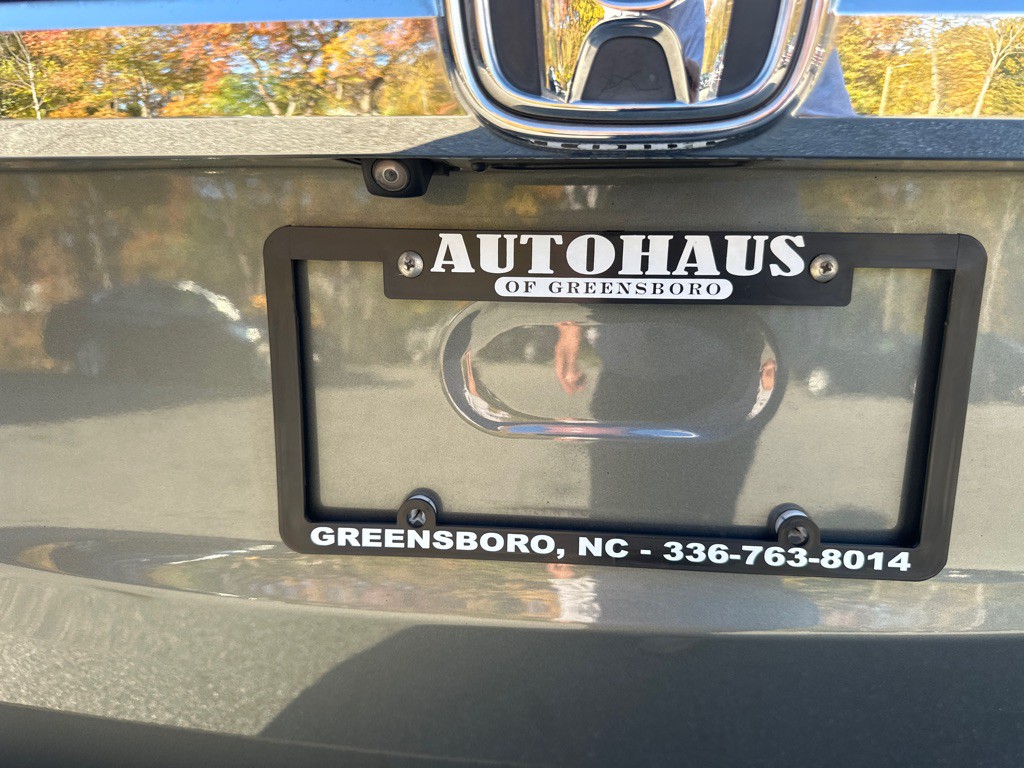 AUTOHAUS
OF GREENSBORO
GREENSBORO, NC - 336-763-8014